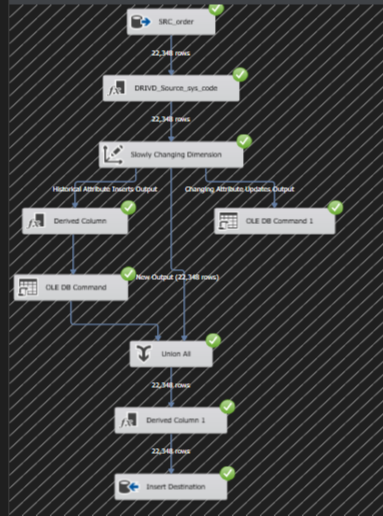 SRC_order
22,348 rows
DRIVD_Source_sys_code
22,348 rows
Slowly Changing Dimension
Historical Attribute Inserts Output
Changing Attribute Updates Output
Derived Column
OLE DB Command 1
New Output (22,348 rows)
OLE DB Command
Union All
22,348 rows
Derived Column 1
22,348 rows
Insert Destination